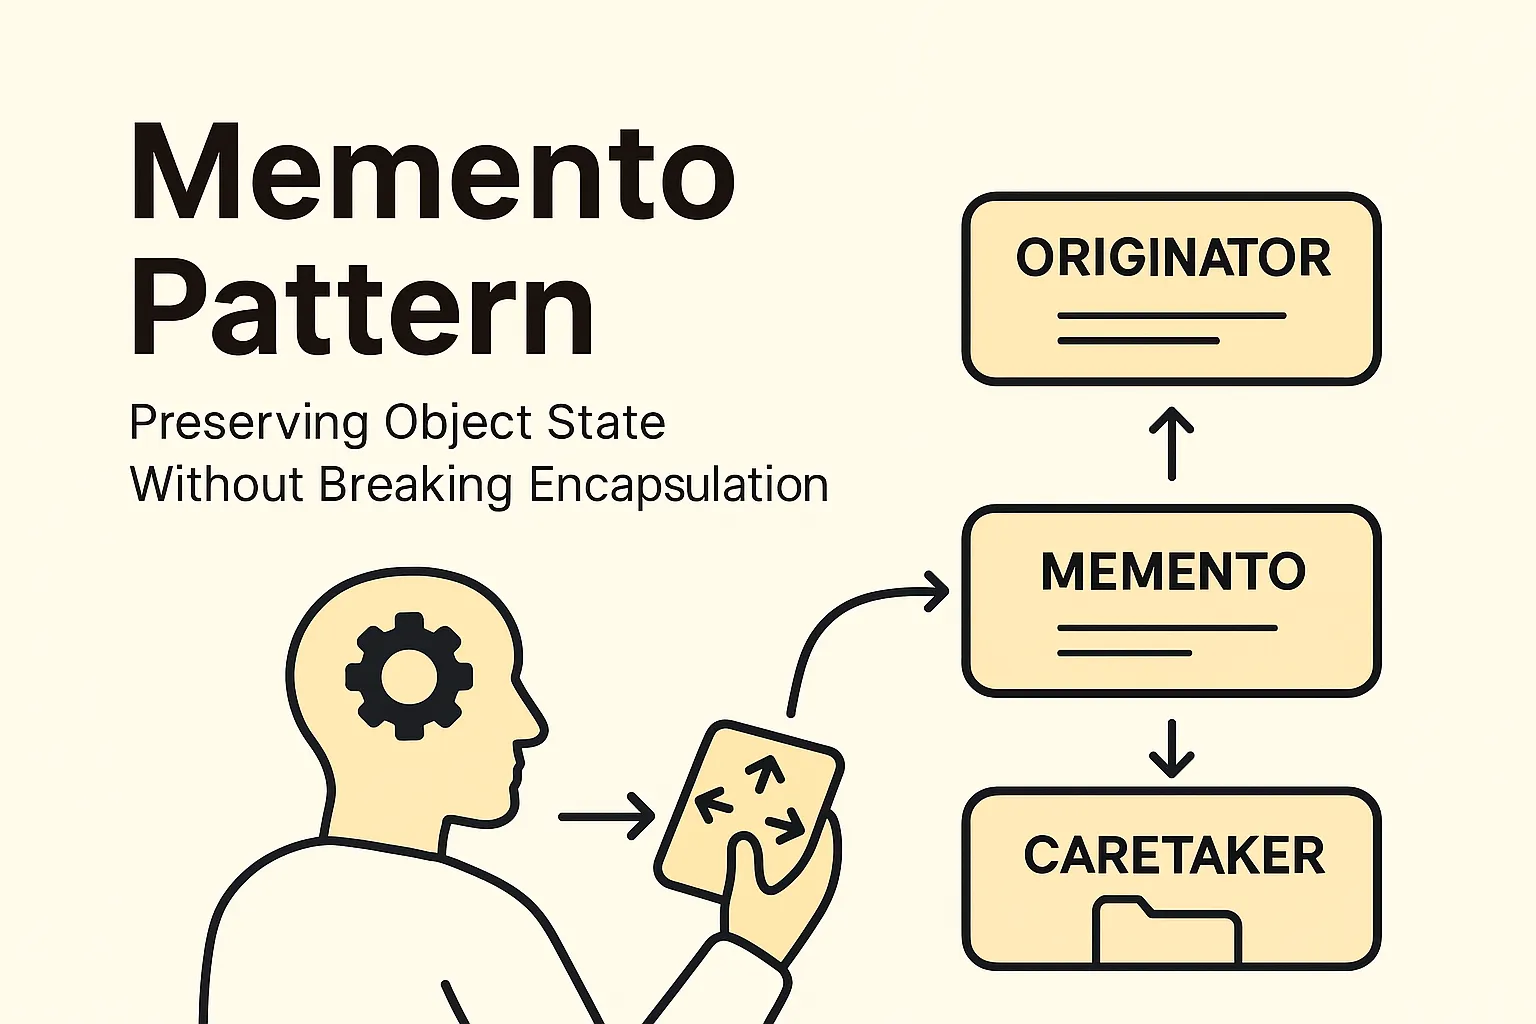 Memento
Pattern
Preserving Object State
Without Breaking Encapsulation
ORIGINATOR
MEMENTO
CARETAKER